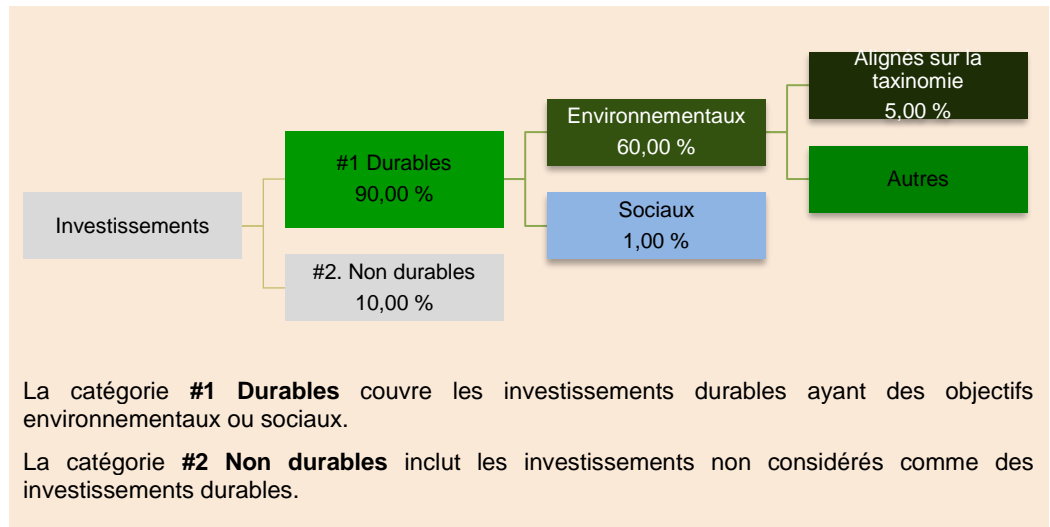 Alignés sur la
taxinomie
5,00 %
Environnementaux
60,00 %
#1 Durables
90,00 %
Autres
Investissements
Sociaux
1,00 %
#2. Non durables
10,00 %
La catégorie #1 Durables couvre les investissements durables ayant des objectifs
environnementaux ou sociaux.
La catégorie #2 Non durables inclut les investissements non considérés comme des
investissements durables.